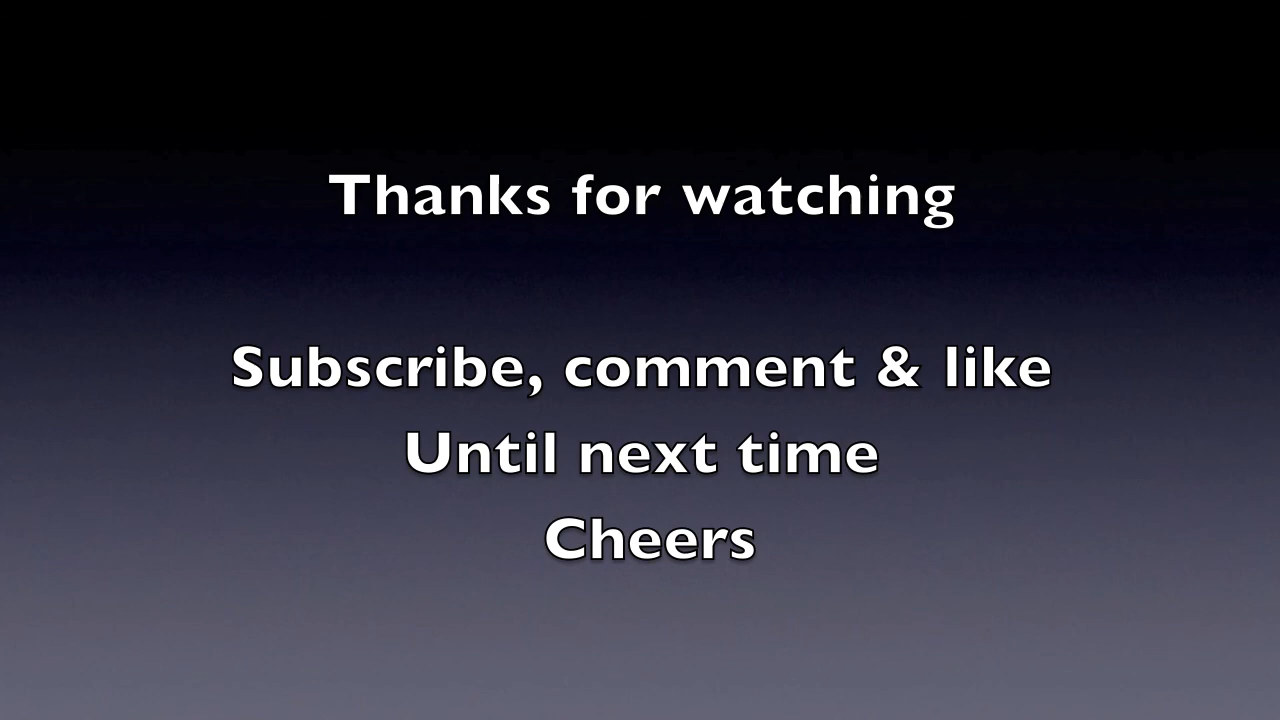 Thanks for watching
Subscribe, comment & like
Until next time
Cheers